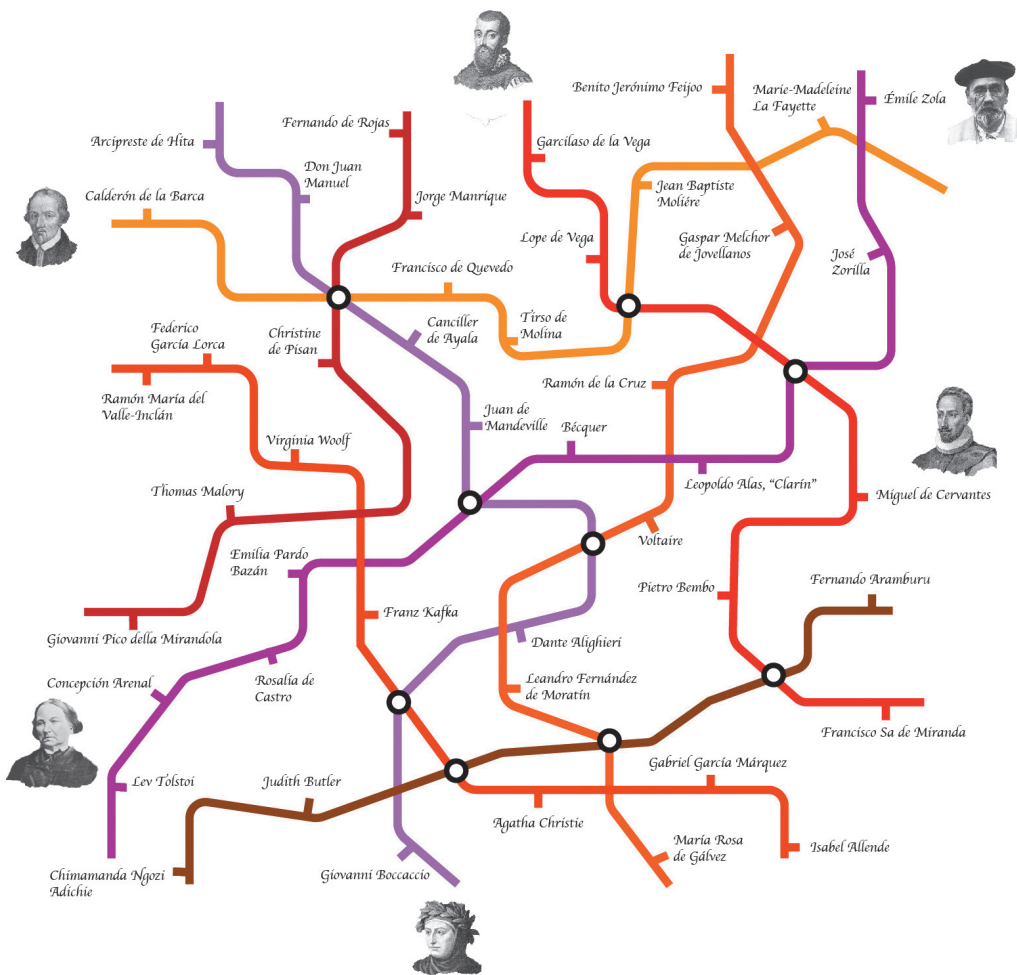 Benito Jerónimo Feijoo
Marie-Madeleine
La Fayette
Émile Zola
Fernando de Rojas
Arcipreste de Hita
Garcilaso de la Vega
Don Juan
Manuel
Jean Baptiste
Moliére
Calderón de la Barca
Jorge Manrique
Lope de Vega
Gaspar Melchor
de Jovellanos
José
Zorilla
Francisco de Quevedo
Tirso de
Molina
Canciller
de Ayala
Federico
García Lorca
Christine
de Pisan
Ramón de la Cruz
Ramón María del
Valle-Inclán
Juan de
Mandeville
Bécquer
Virginia Woolf
Leopoldo Alas, "Clarín"
Thomas Malory
Miguel de Cervantes
Voltaire
Emilia Pardo
Bazán
Pietro Bembo
Fernando Aramburu
Franz Kafka
Giovanni Pico della Mirandola
Dante Alighieri
Concepción Arenal
Rosalía de
Castro
Leandro Fernández
de Moratín
Francisco Sa de Miranda
Lev Tolstoi
Judith Butler
Gabriel García Márquez
Agatha Christie
María Rosa
de Gálvez
Isabel Allende
Chimamanda Ngozi
Adichie
Giovanni Boccaccio